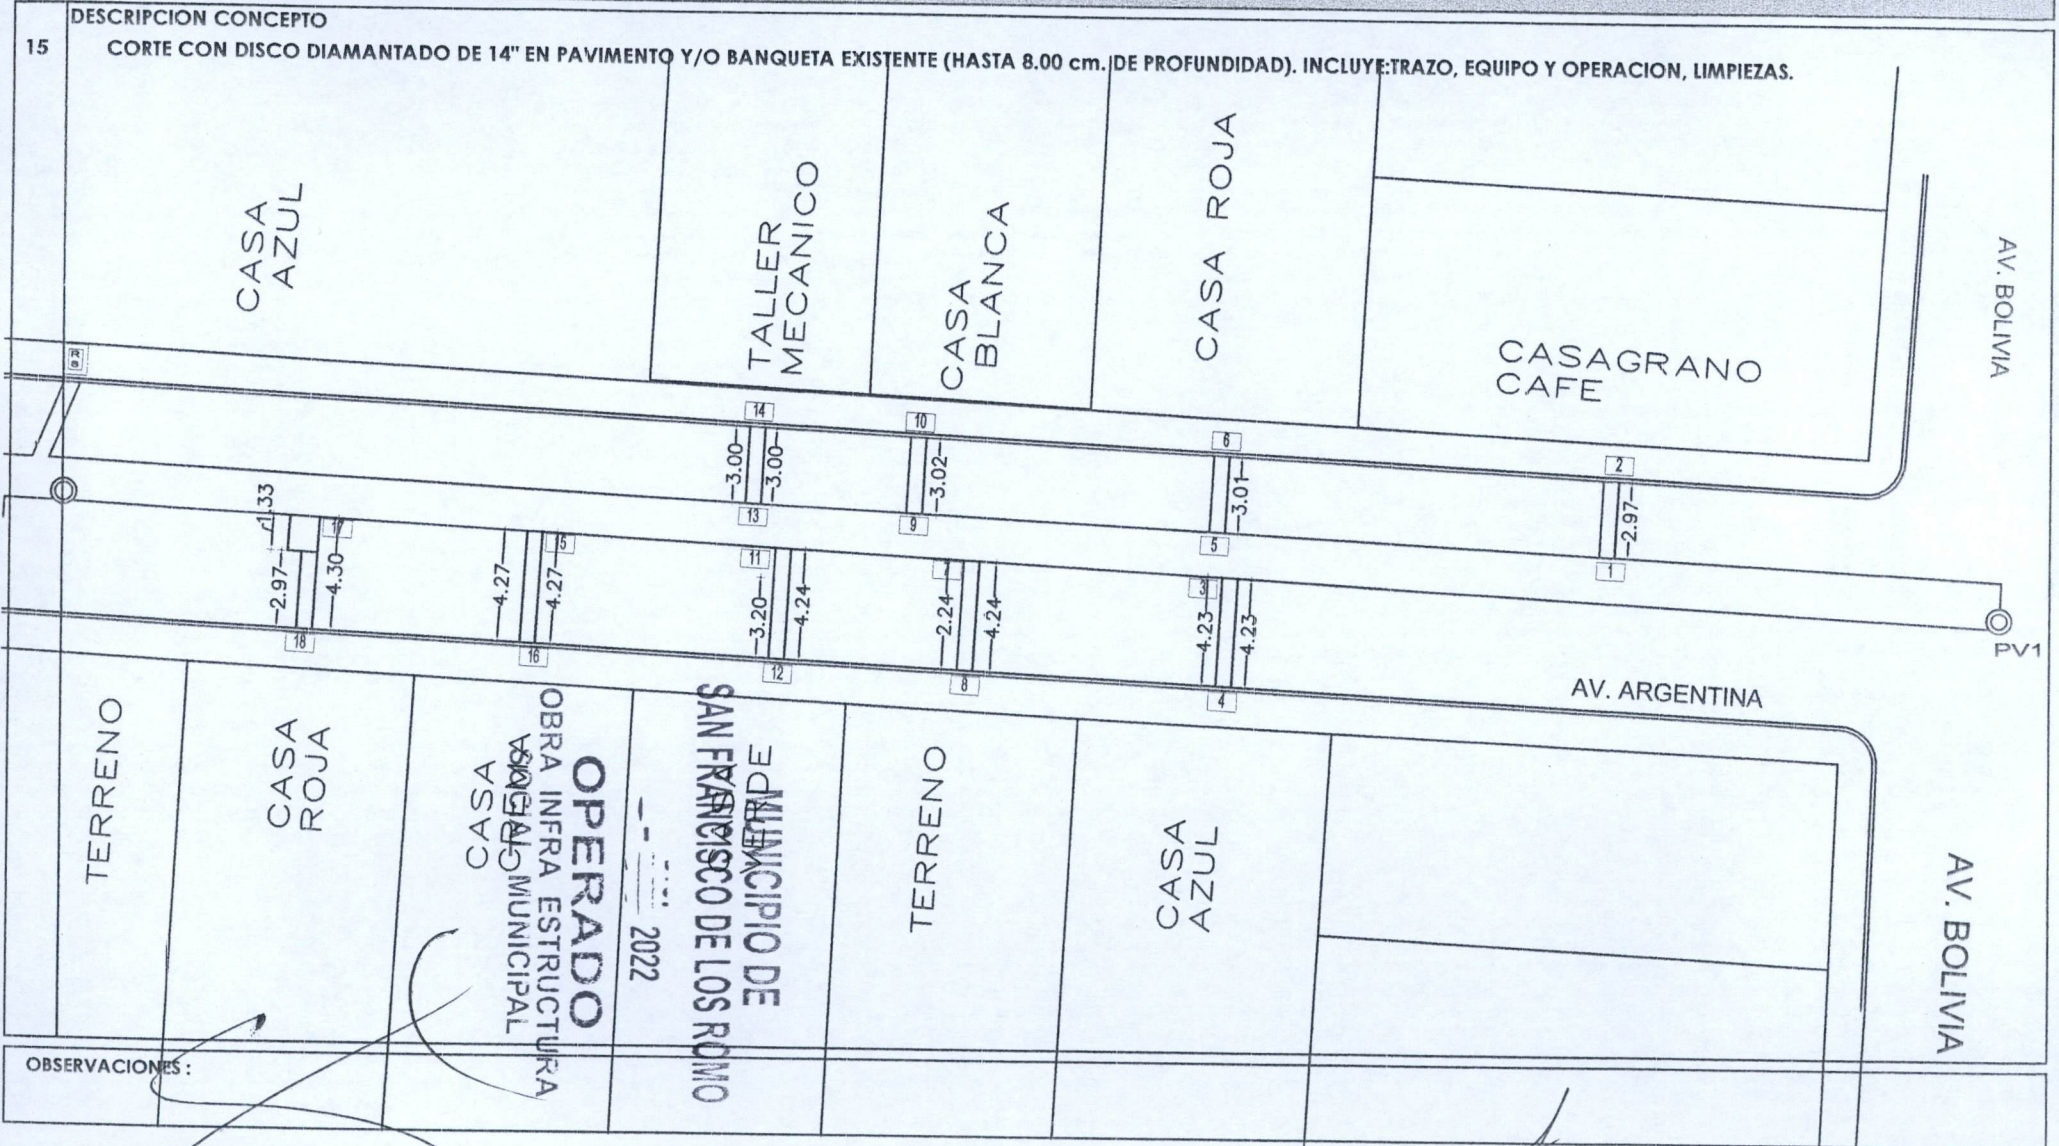 DESCRIPCION CONCEPTO
15 CORTE CON DISCO DIAMANTADO DE 14" EN PAVIMENTO Y/O BANQUETA EXISTENTE (HASTA 8.00 cm. DE PROFUNDIDAD). INCLUYE:TRAZO, EQUIPO Y OPERACION, LIMPIEZAS.
CASA
AZUL
TALLER
MECANICO
CASA
BLANCA
CASA ROJA
CASAGRANO
CAFE
AV. BOLIVIA
14
10
6
2
3.00
3.00
3.02
3.01
2.97
13
9
5
1
1.33
17
15
11
7
3
2.97
4.30
4.27
4.27
3.20
4.24
2.24
4.24
4.23
4.23
18
16
12
8
4
PV1
AV. ARGENTINA
TERRENO
CASA
ROJA
CASA
CREMA
VERDE
TERRENO
CASA
AZUL
AV. BOLIVIA
MUNICIPIO DE
SAN FRANCISCO DE LOS ROMO
2022
OPERADO
OBRA INFRA ESTRUCTURA
MUNICIPAL
OBSERVACIONES :